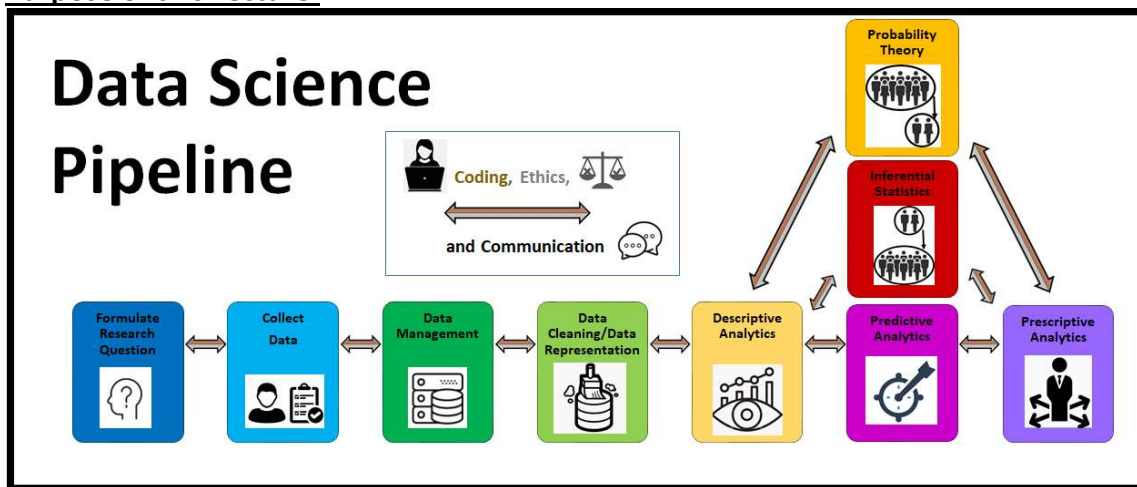 Data Science
Pipeline
Coding, Ethics,
and Communication
Probability
Theory
Inferential
Statistics
Formulate
Research
Question
Collect
Data
Data
Management
Data
Cleaning/Data
Representation
Descriptive
Analytics
Predictive
Analytics
Prescriptive
Analytics